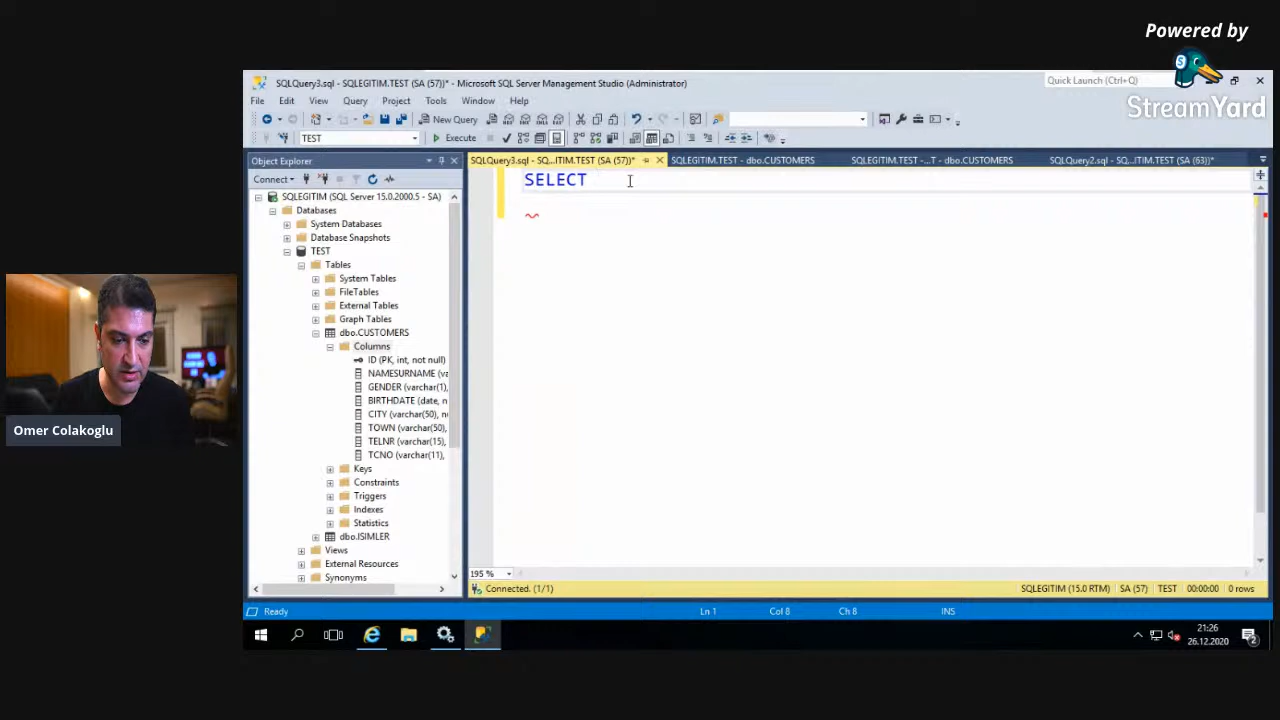 Powered by
StreamYard
SQLQuery3.sql - SQLEGITIM.TEST (SA (57))* - Microsoft SQL Server Management Studio (Administrator)
Quick Launch (Ctrl+Q)
File Edit View Query Project Tools Window Help
New Query
TEST
Execute
Object Explorer
SQLQuery3.sql - SQ...ITIM.TEST (SA (57))*
SQLEGITIM.TEST - dbo.CUSTOMERS
SQLEGITIM.TEST -...T - dbo.CUSTOMERS
SQLQuery2.sql - SQ...ITIM.TEST (SA (63))*
Connect
SELECT
SQLEGITIM (SQL Server 15.0.2000.5 - SA)
Databases
System Databases
Database Snapshots
TEST
Tables
System Tables
FileTables
External Tables
Graph Tables
dbo.CUSTOMERS
Columns
ID (PK, int, not null)
NAMESURNAME (va
GENDER (varchar(1),
BIRTHDATE (date, n
CITY (varchar(50), nu
TOWN (varchar(50),
TELNR (varchar(15),
TCNO (varchar(11),
Keys
Constraints
Triggers
Indexes
Statistics
dbo.ISIMLER
Views
External Resources
Synonyms
Omer Colakoglu
195 %
Connected. (1/1)
SQLEGITIM (15.0 RTM) SA (57) TEST 00:00:00 0 rows
Ready
Ln 1 Col 8 Ch 8 INS
21:26
26.12.2020
2